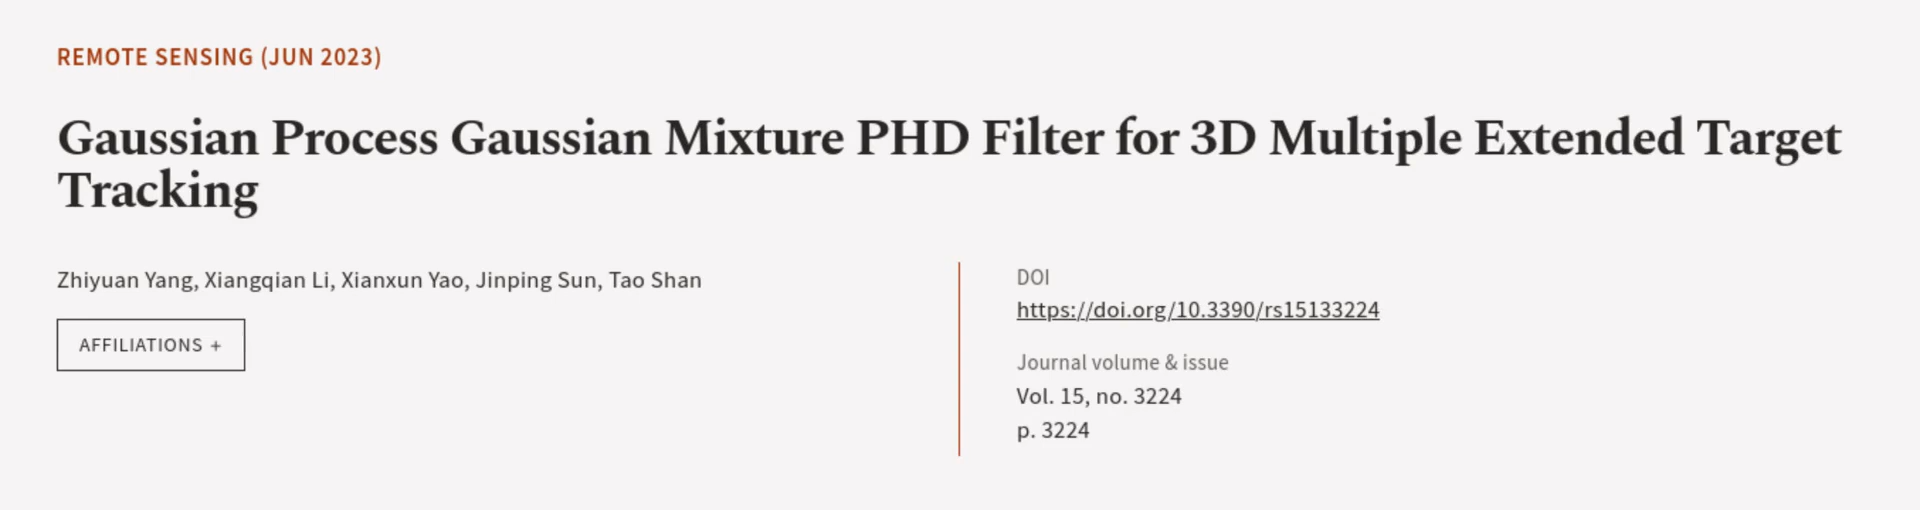 REMOTE SENSING (JUN 2023)
Gaussian Process Gaussian Mixture PHD Filter for 3D Multiple Extended Target
Tracking
Zhiyuan Yang, Xiangqian Li, Xianxun Yao, Jinping Sun, Tao Shan
AFFILIATIONS +
DOI
https://doi.org/10.3390/rs15133224
Journal volume & issue
Vol. 15, no. 3224
p. 3224